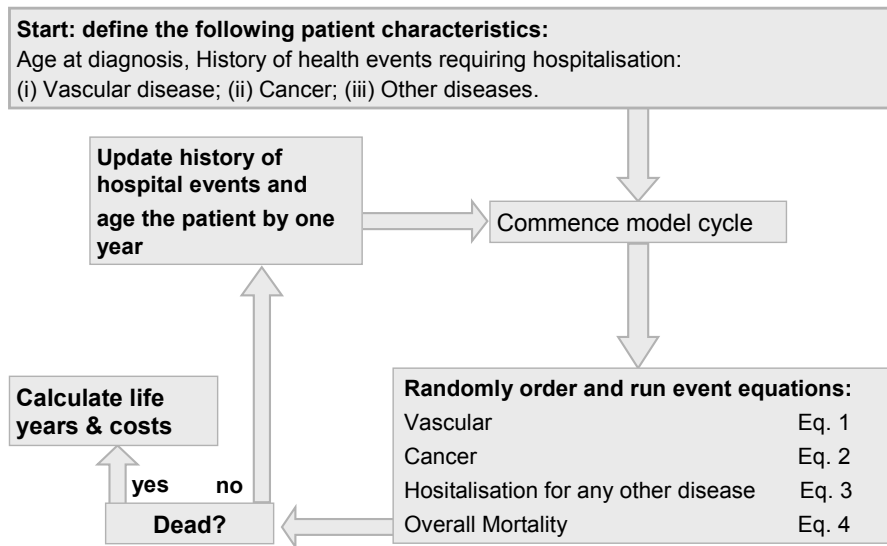 Start: define the following patient characteristics:
Age at diagnosis, History of health events requiring hospitalisation:
(i) Vascular disease; (ii) Cancer; (iii) Other diseases.
Update history of
hospital events and
age the patient by one
year
Commence model cycle
Randomly order and run event equations:
Vascular Eq. 1
Cancer Eq. 2
Hositalisation for any other disease Eq. 3
Overall Mortality Eq. 4
Dead?
yes no
Calculate life
years & costs